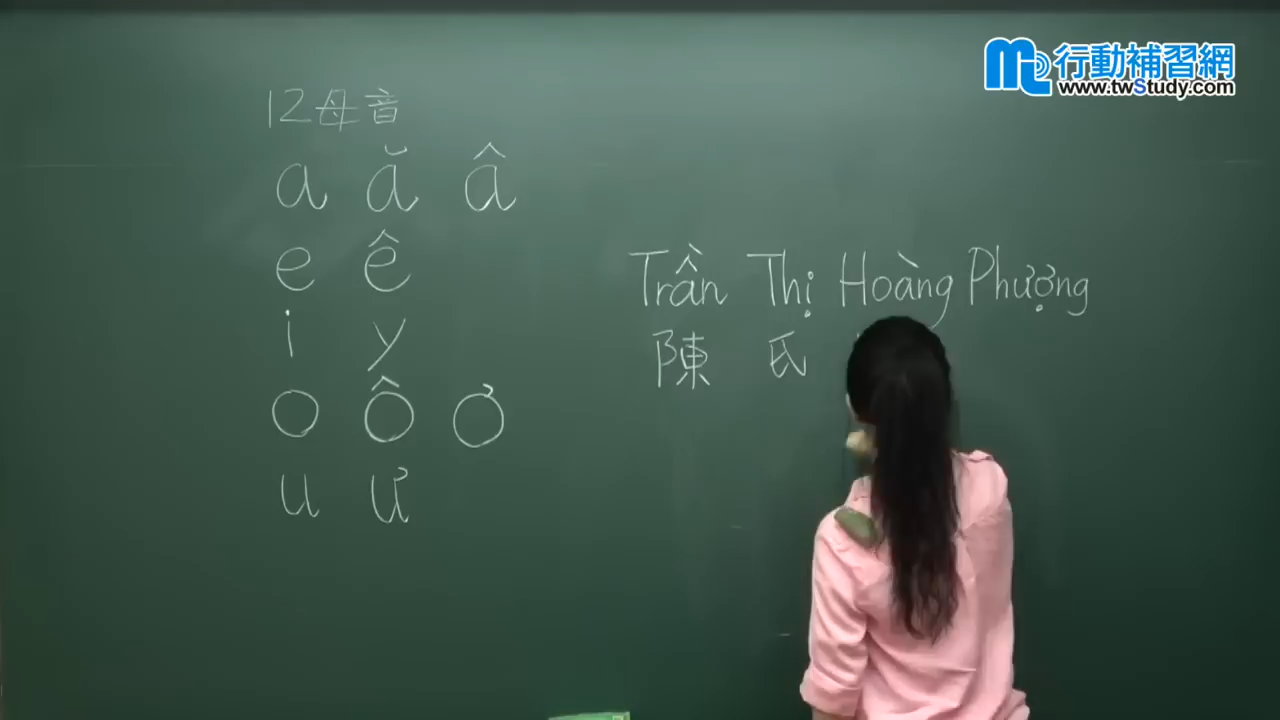 行動補習網
www.twStudy.com
12母音
a ă â
e ê
i y
o ô ơ
u ư
Trần Thị Hoàng Phượng
陳 氏